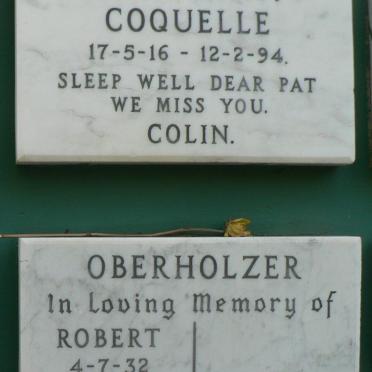 COQUELLE
17-5-16 - 12-2-94.
SLEEP WELL DEAR PAT
WE MISS YOU.
COLIN.
OBERHOLZER
In Loving Memory of
ROBERT
4-7-32